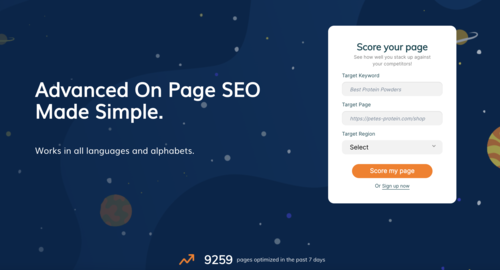 Advanced On Page SEO
Made Simple.
Works in all languages and alphabets.
Score your page
See how well you stack up against
your competitors!
Target Keyword
Best Protein Powders
Target Page
https://petes-protein.com/shop
Target Region
Select
Score my page
Or Sign up now
9259 pages optimized in the past 7 days